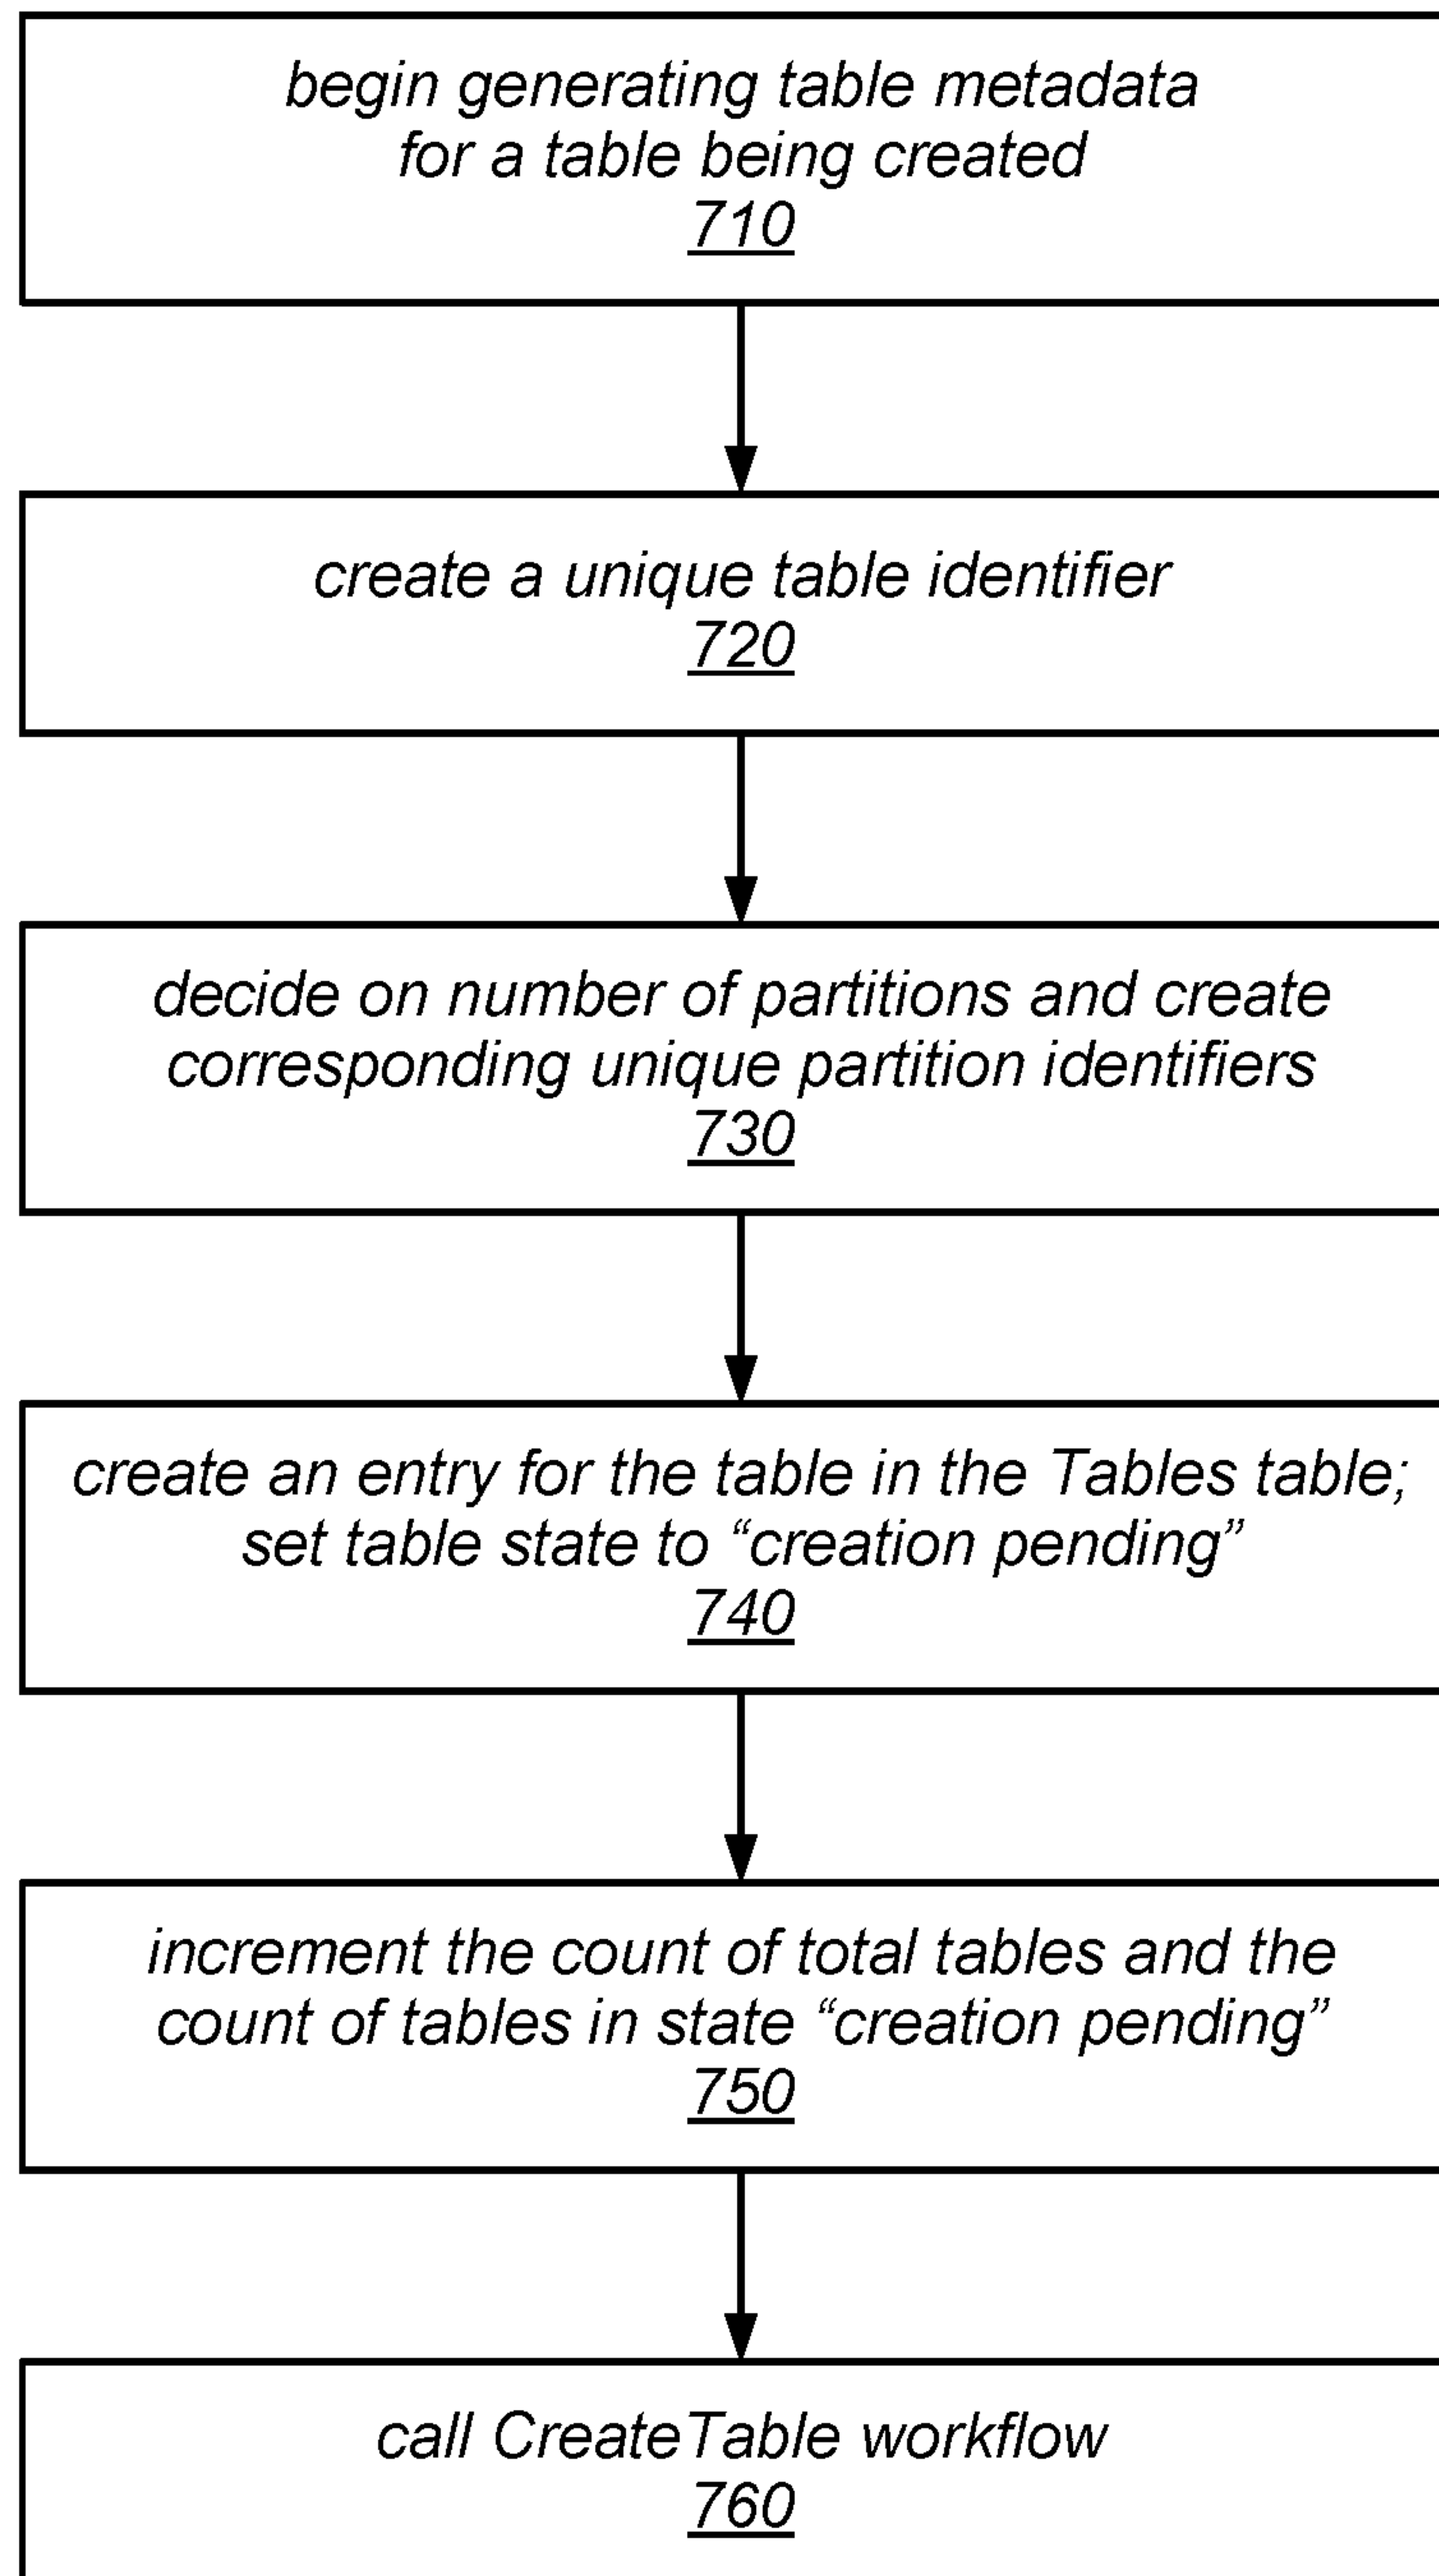 begin generating table metadata
for a table being created
710
create a unique table identifier
720
decide on number of partitions and create
corresponding unique partition identifiers
730
create an entry for the table in the Tables table;
set table state to “creation pending”
740
increment the count of total tables and the
count of tables in state “creation pending”
750
call CreateTable workflow
760